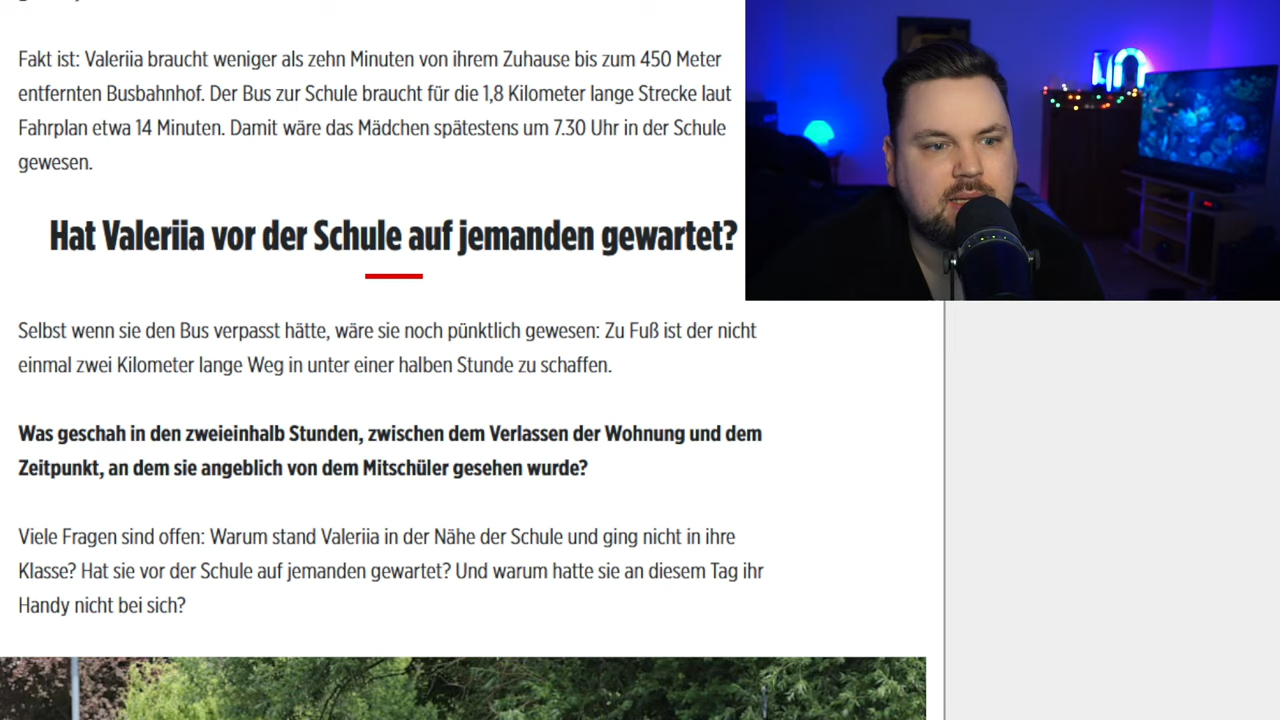 Fakt ist: Valeriia braucht weniger als zehn Minuten von ihrem Zuhause bis zum 450 Meter
entfernten Busbahnhof. Der Bus zur Schule braucht für die 1,8 Kilometer lange Strecke laut
Fahrplan etwa 14 Minuten. Damit wäre das Mädchen spätestens um 7.30 Uhr in der Schule
gewesen.
Hat Valeriia vor der Schule auf jemanden gewartet?
Selbst wenn sie den Bus verpasst hätte, wäre sie noch pünktlich gewesen: Zu Fuß ist der nicht
einmal zwei Kilometer lange Weg in unter einer halben Stunde zu schaffen.
Was geschah in den zweieinhalb Stunden, zwischen dem Verlassen der Wohnung und dem
Zeitpunkt, an dem sie angeblich von dem Mitschüler gesehen wurde?
Viele Fragen sind offen: Warum stand Valeriia in der Nähe der Schule und ging nicht in ihre
Klasse? Hat sie vor der Schule auf jemanden gewartet? Und warum hatte sie an diesem Tag ihr
Handy nicht bei sich?